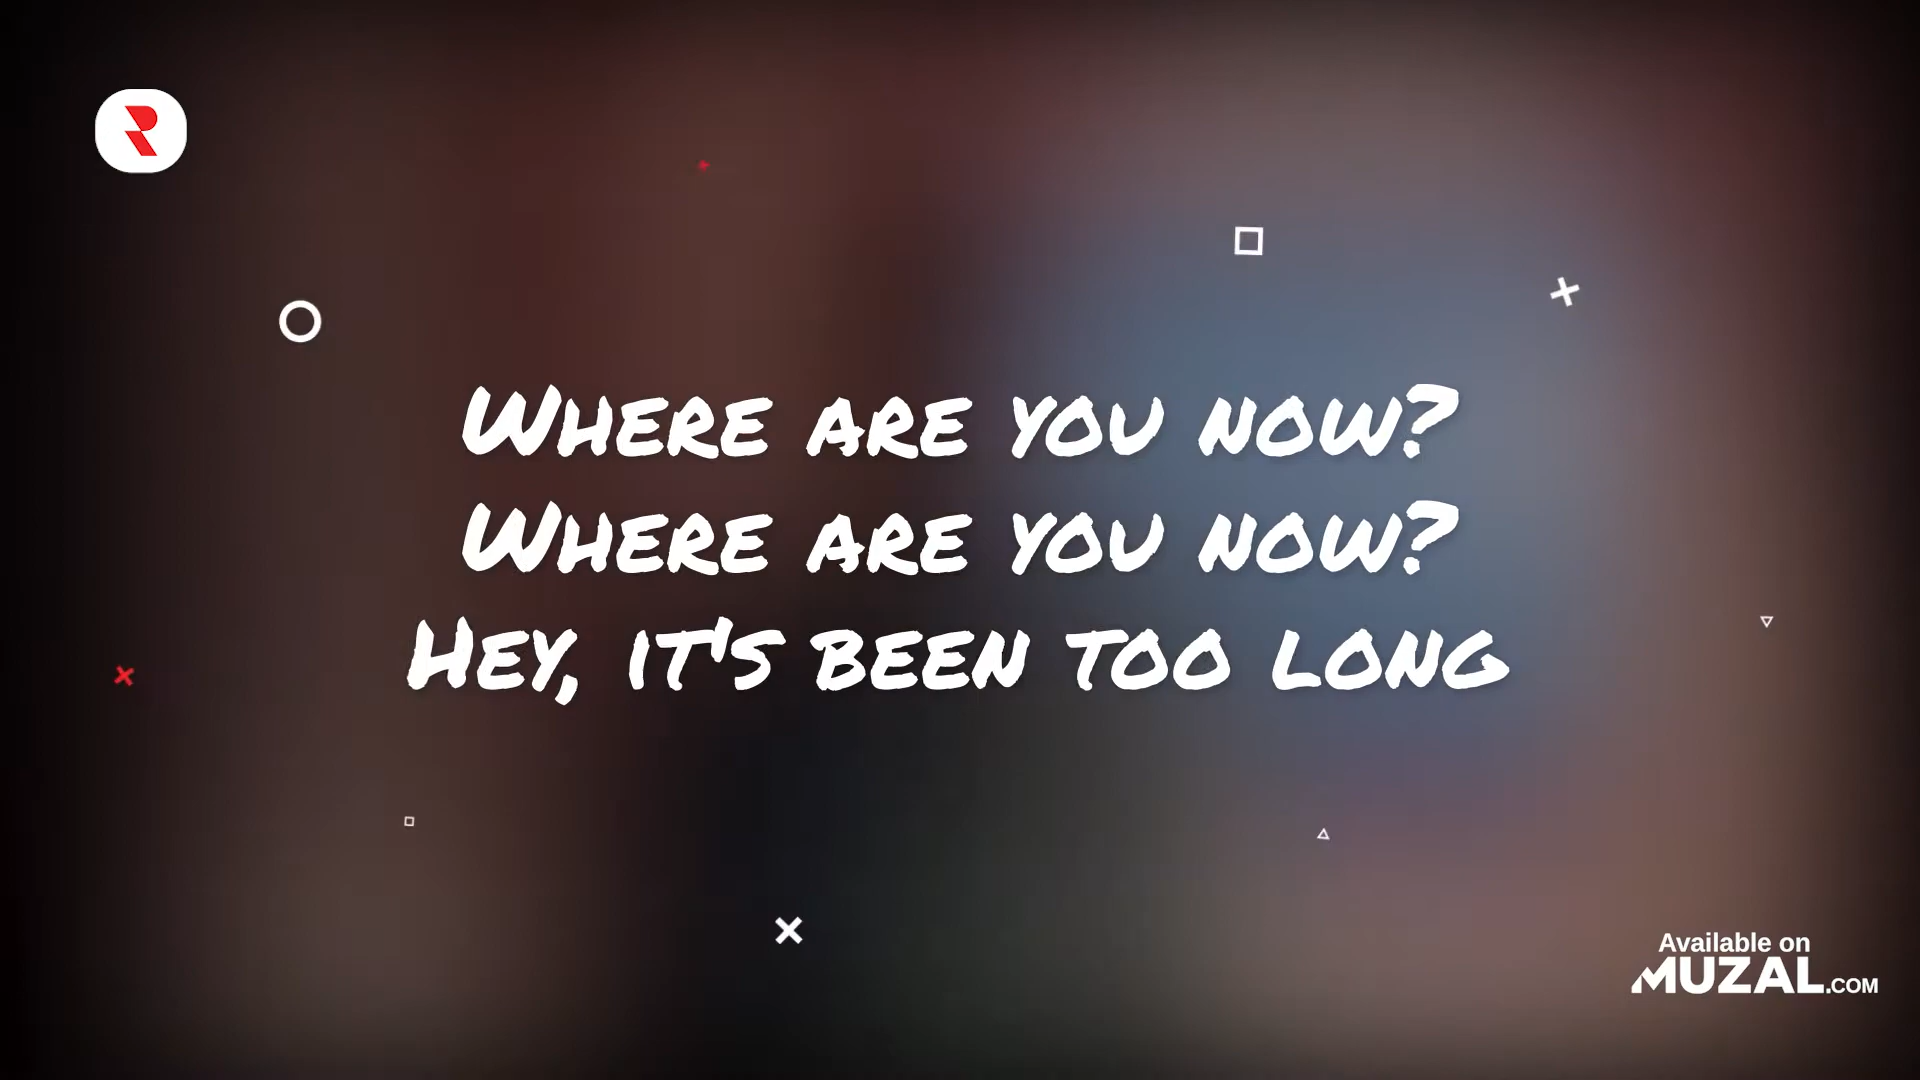 Where are you now?
Where are you now?
Hey, it's been too long
Available on
MUZAL.COM